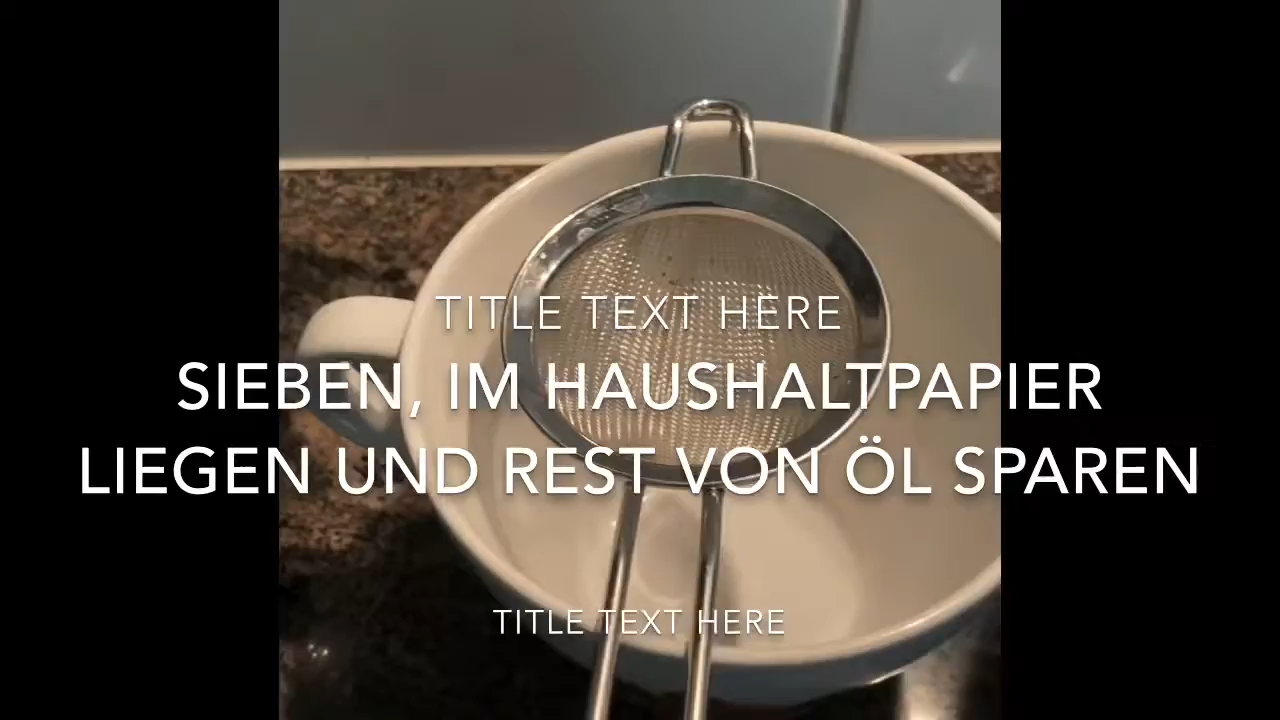 TITLE TEXT HERE
SIEBEN, IM HAUSHALTPAPIER
LIEGEN UND REST VON ÖL SPAREN
TITLE TEXT HERE